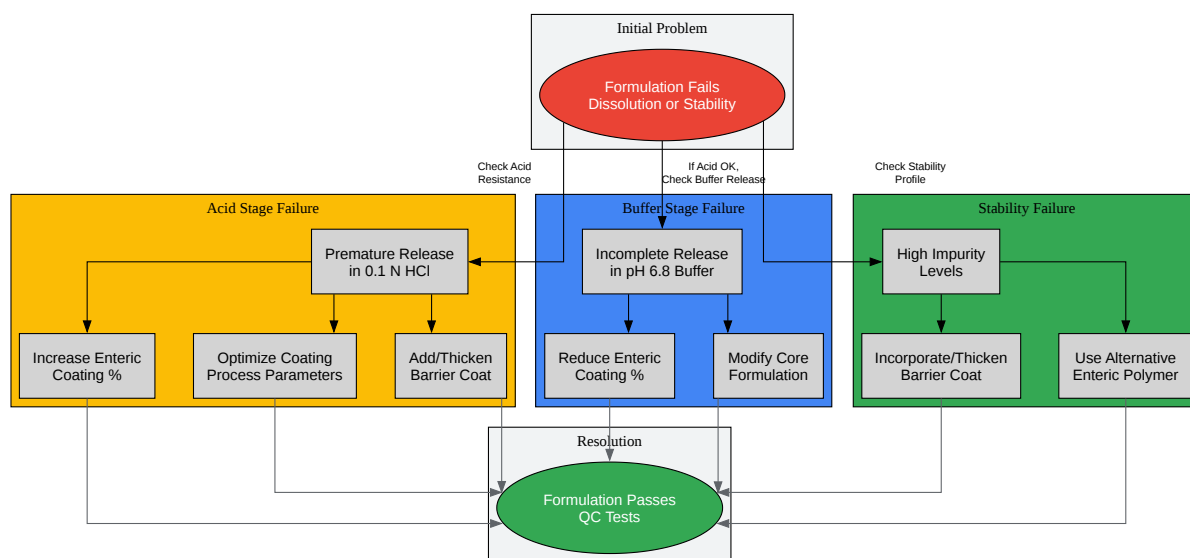 Initial Problem
Formulation Fails
Dissolution or Stability
Check Acid
Resistance
If Acid OK,
Check Buffer Release
Check Stability
Profile
Acid Stage Failure
Premature Release
in 0.1 N HCl
Increase Enteric
Coating %
Optimize Coating
Process Parameters
Add/Thicken
Barrier Coat
Buffer Stage Failure
Incomplete Release
in pH 6.8 Buffer
Reduce Enteric
Coating %
Modify Core
Formulation
Stability Failure
High Impurity
Levels
Incorporate/Thicken
Barrier Coat
Use Alternative
Enteric Polymer
Resolution
Formulation Passes
QC Tests